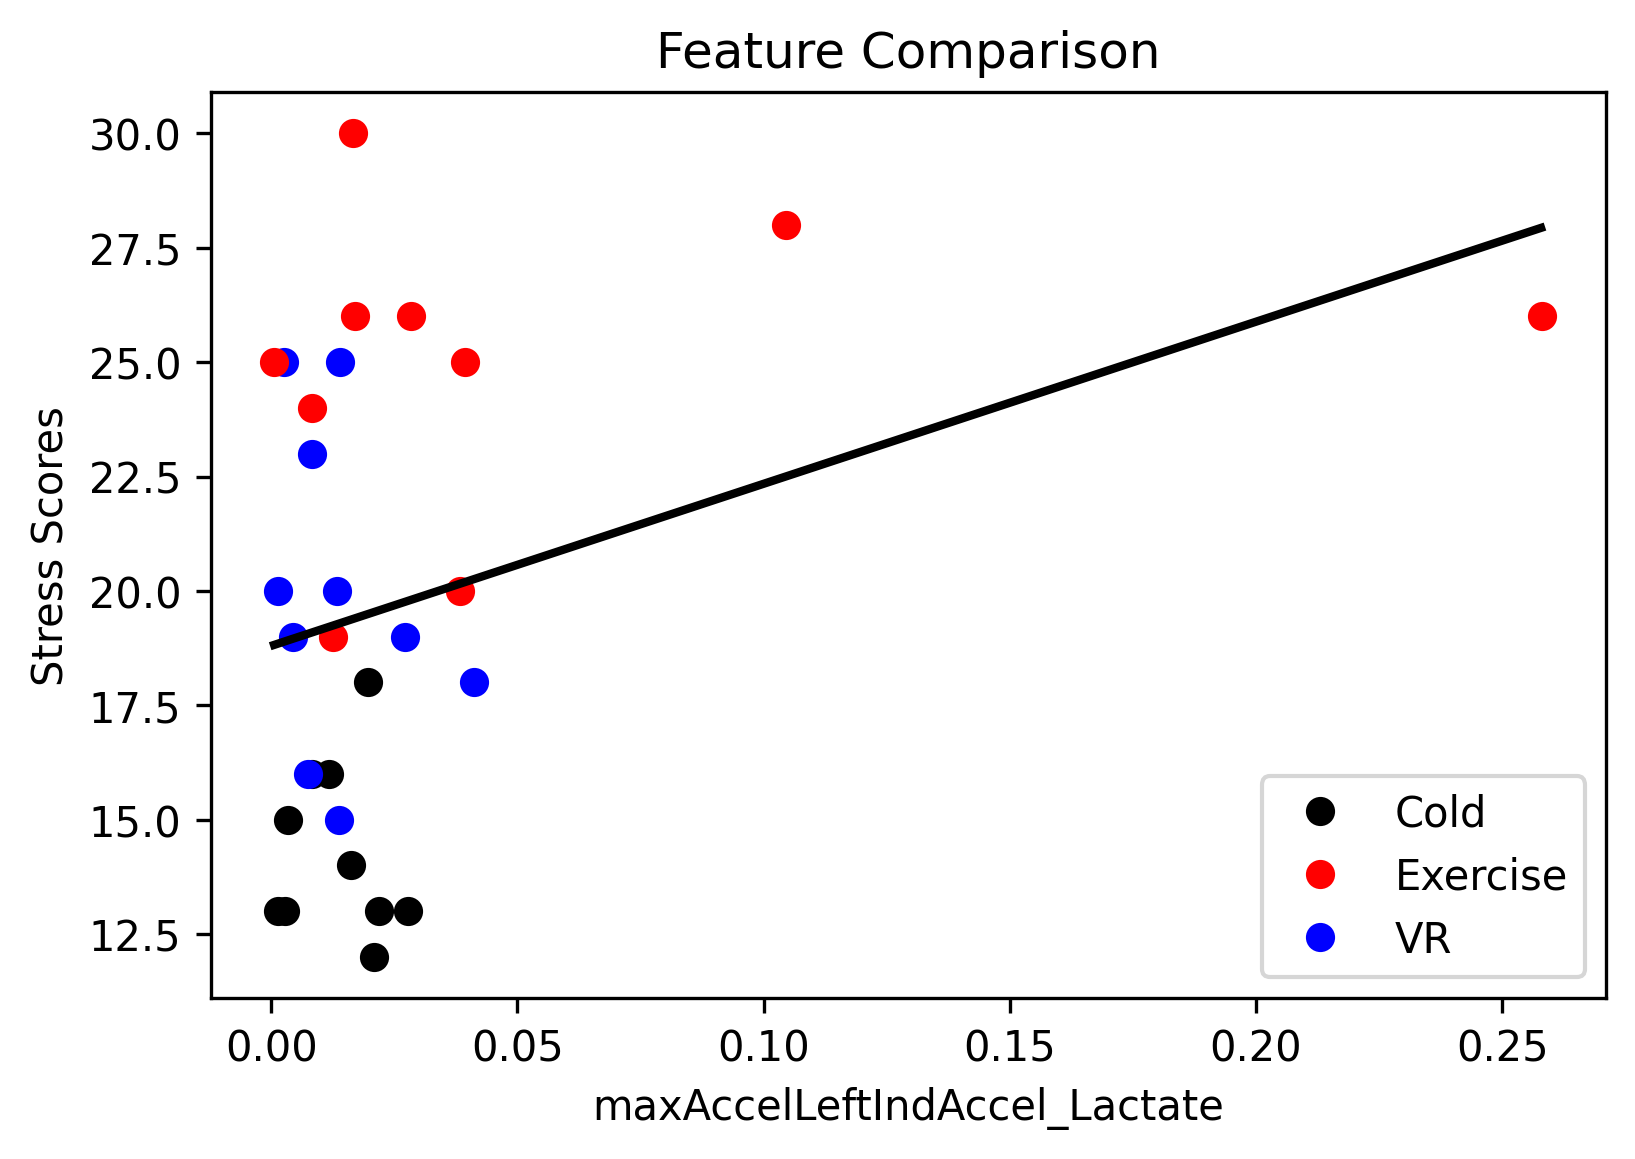 Feature Comparison
30.0
27.5
25.0
22.5
20.0
17.5
15.0
12.5
Stress Scores
Cold
Exercise
VR
0.00 0.05 0.10 0.15 0.20 0.25
maxAccelLeftIndAccel_Lactate